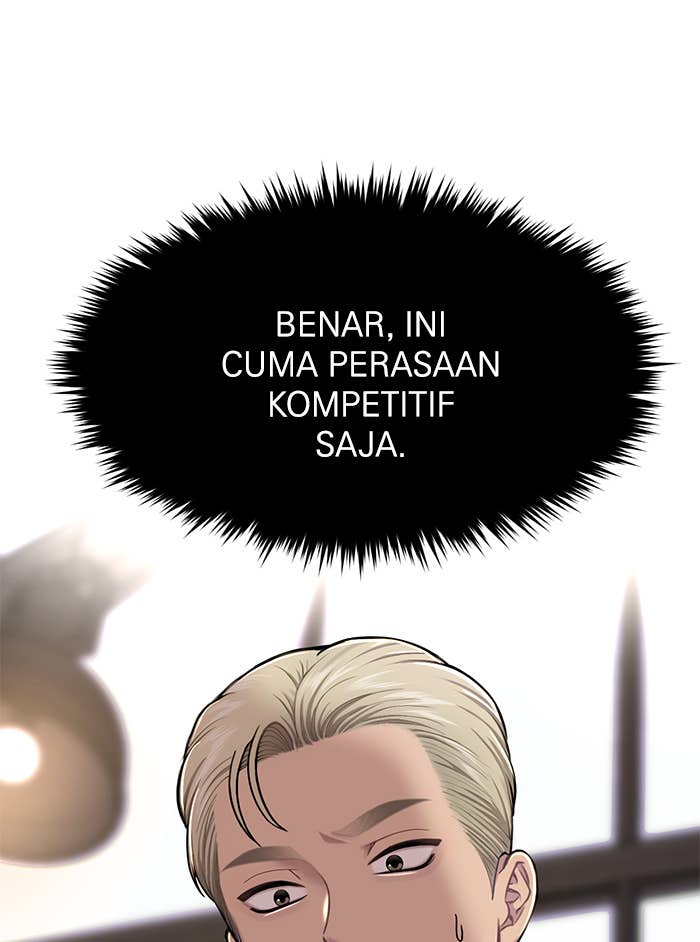 BENAR, INI
CUMA PERASAAN
KOMPETITIF
SAJA.